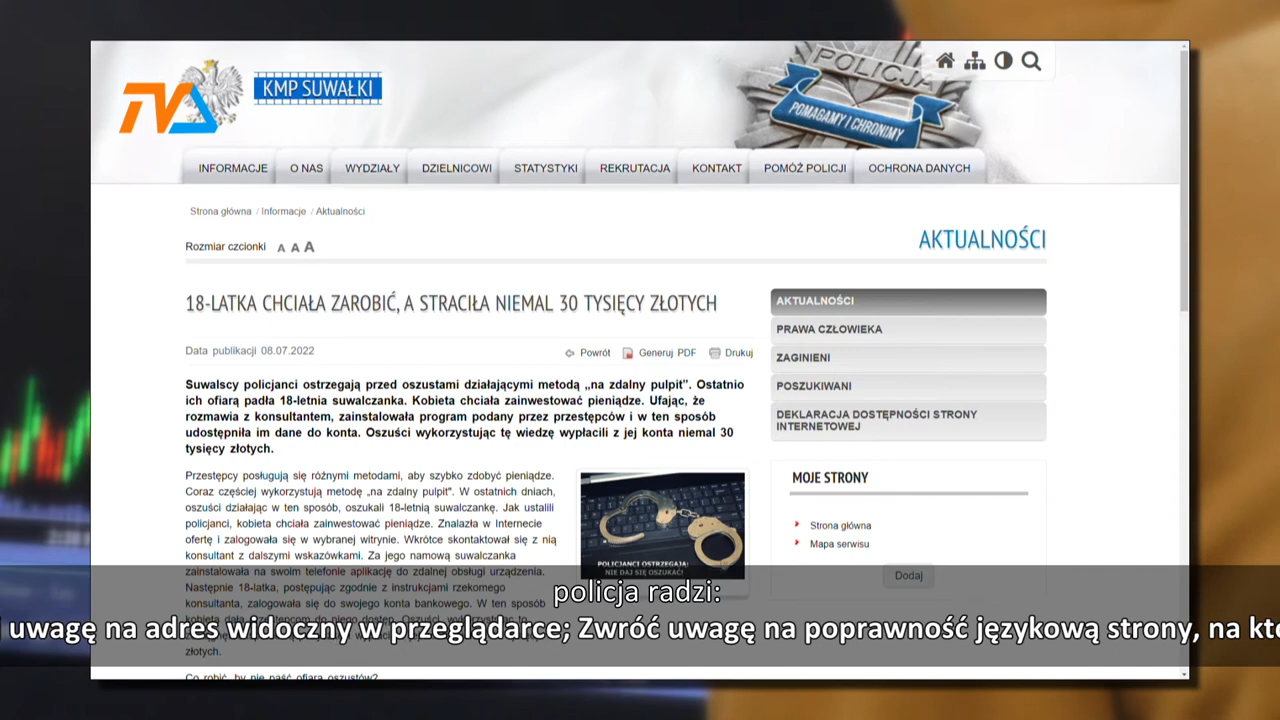 TVA
KMP SUWAŁKI
POLICJA
POMAGAMY I CHRONIMY
INFORMACJE O NAS WYDZIAŁY DZIELNICOWI STATYSTYKI REKRUTACJA KONTAKT POMÓŻ POLICJI OCHRONA DANYCH
Strona główna / Informacje / Aktualności
Rozmiar czcionki A A A
AKTUALNOŚCI
18-LATKA CHCIAŁA ZAROBIĆ, A STRACIŁA NIEMAL 30 TYSIĘCY ZŁOTYCH
Data publikacji 08.07.2022
Powrót Generuj PDF Drukuj
Suwalscy policjanci ostrzegają przed oszustami działającymi metodą „na zdalny pulpit”. Ostatnio
ich ofiarą padła 18-letnia suwalczanka. Kobieta chciała zainwestować pieniądze. Ufając, że
rozmawia z konsultantem, zainstalowała program podany przez przestępców i w ten sposób
udostępniła im dane do konta. Oszuści wykorzystując tę wiedzę wypłacili z jej konta niemal 30
tysięcy złotych.
Przestępcy posługują się różnymi metodami, aby szybko zdobyć pieniądze.
Coraz częściej wykorzystują metodę „na zdalny pulpit”. W ostatnich dniach,
oszuści działając w ten sposób, oszukali 18-letnią suwalczankę. Jak ustalili
policjanci, kobieta chciała zainwestować pieniądze. Znalazła w Internecie
ofertę i zalogowała się w wybranej witrynie. Wkrótce skontaktował się z nią
konsultant z dalszymi wskazówkami. Za jego namową suwalczanka
zainstalowała na swoim telefonie aplikację do zdalnej obsługi urządzenia.
Następnie 18-latka, postępując zgodnie z instrukcjami rzekomego
konsultanta, zalogowała się do swojego konta bankowego. W ten sposób
złotych.
Co robić, by nie paść ofiarą oszustów?
POLICJANCI OSTRZEGAJĄ:
NIE DAJ SIĘ OSZUKAĆ!
AKTUALNOŚCI
PRAWA CZŁOWIEKA
ZAGINIENI
POSZUKIWANI
DEKLARACJA DOSTĘPNOŚCI STRONY
INTERNETOWEJ
MOJE STRONY
Strona główna
Mapa serwisu
Dodaj
policja radzi:
uwagę na adres widoczny w przeglądarce; Zwróć uwagę na poprawność językową strony, na któ